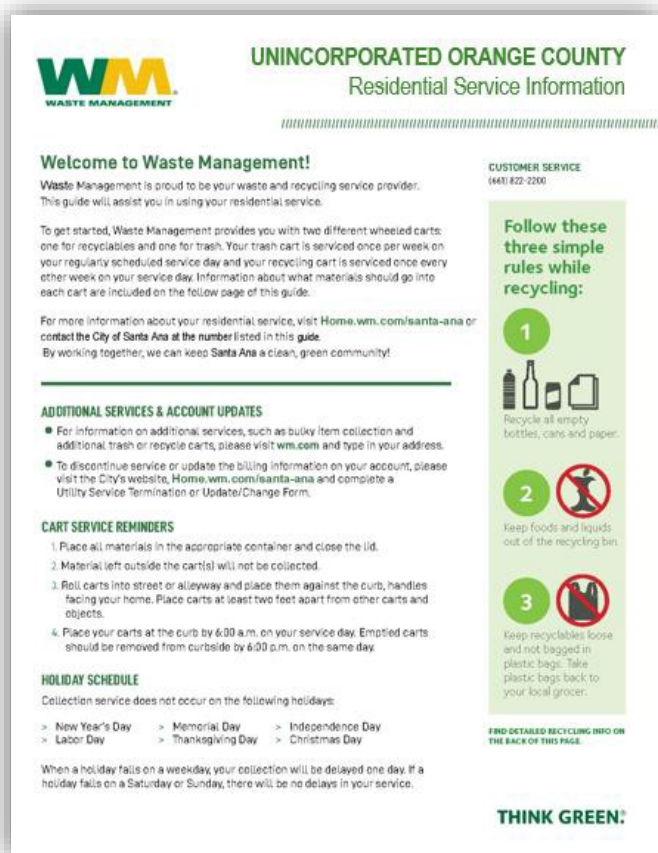 WM
WASTE MANAGEMENT
UNINCORPORATED ORANGE COUNTY
Residential Service Information
Welcome to Waste Management!
Waste Management is proud to be your waste and recycling service provider.
This guide will assist you in using your residential service.
To get started, Waste Management provides you with two different wheeled carts:
one for recyclables and one for trash. Your trash cart is serviced once per week on
your regularly scheduled service day and your recycling cart is serviced once every
other week on your service day. Information about what materials should go into
each cart are included on the follow page of this guide.
For more information about your residential service, visit Home.wm.com/santa-ana or
contact the City of Santa Ana at the number listed in this guide.
By working together, we can keep Santa Ana a clean, green community!
ADDITIONAL SERVICES & ACCOUNT UPDATES
● For information on additional services, such as bulky item collection and
additional trash or recycle carts, please visit wm.com and type in your address.
● To discontinue service or update the billing information on your account, please
visit the City's website, Home.wm.com/santa-ana and complete a
Utility Service Termination or Update/Change Form.
CART SERVICE REMINDERS
1. Place all materials in the appropriate container and close the lid.
2. Material left outside the cart(s) will not be collected.
3. Roll carts into street or alleyway and place them against the curb, handles
facing your home. Place carts at least two feet apart from other carts and
objects.
4. Place your carts at the curb by 6:00 a.m. on your service day. Emptied carts
should be removed from curbside by 6:00 p.m. on the same day.
HOLIDAY SCHEDULE
Collection service does not occur on the following holidays:
> New Year's Day > Memorial Day > Independence Day
> Labor Day > Thanksgiving Day > Christmas Day
When a holiday falls on a weekday, your collection will be delayed one day. If a
holiday falls on a Saturday or Sunday, there will be no delays in your service.
CUSTOMER SERVICE
(661) 822-2200
Follow these
three simple
rules while
recycling:
1
Recycle all empty
bottles, cans and paper.
2
Keep foods and liquids
out of the recycling bin.
3
Keep recyclables loose
and not bagged in
plastic bags. Take
plastic bags back to
your local grocer.
FIND DETAILED RECYCLING INFO ON
THE BACK OF THIS PAGE.
THINK GREEN.®